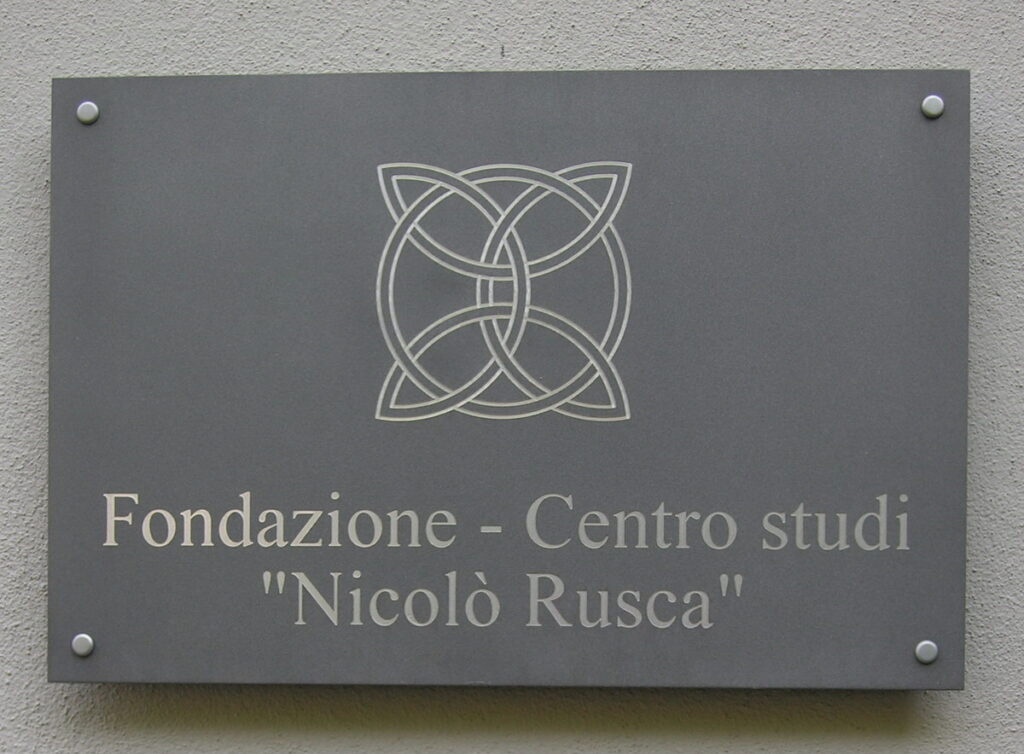 Fondazione - Centro studi
"Nicolò Rusca"